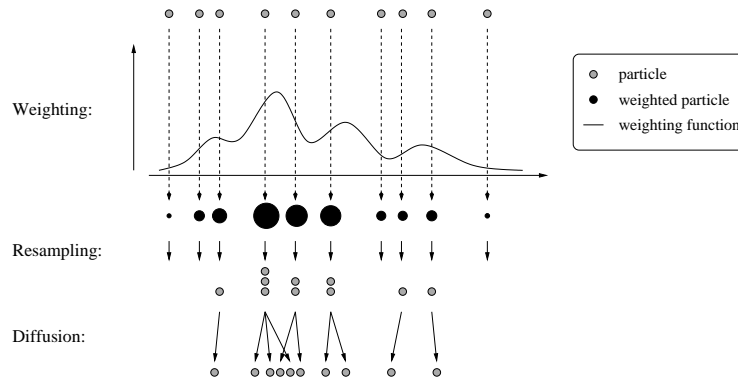 Weighting:
particle
weighted particle
weighting function
Resampling:
Diffusion: